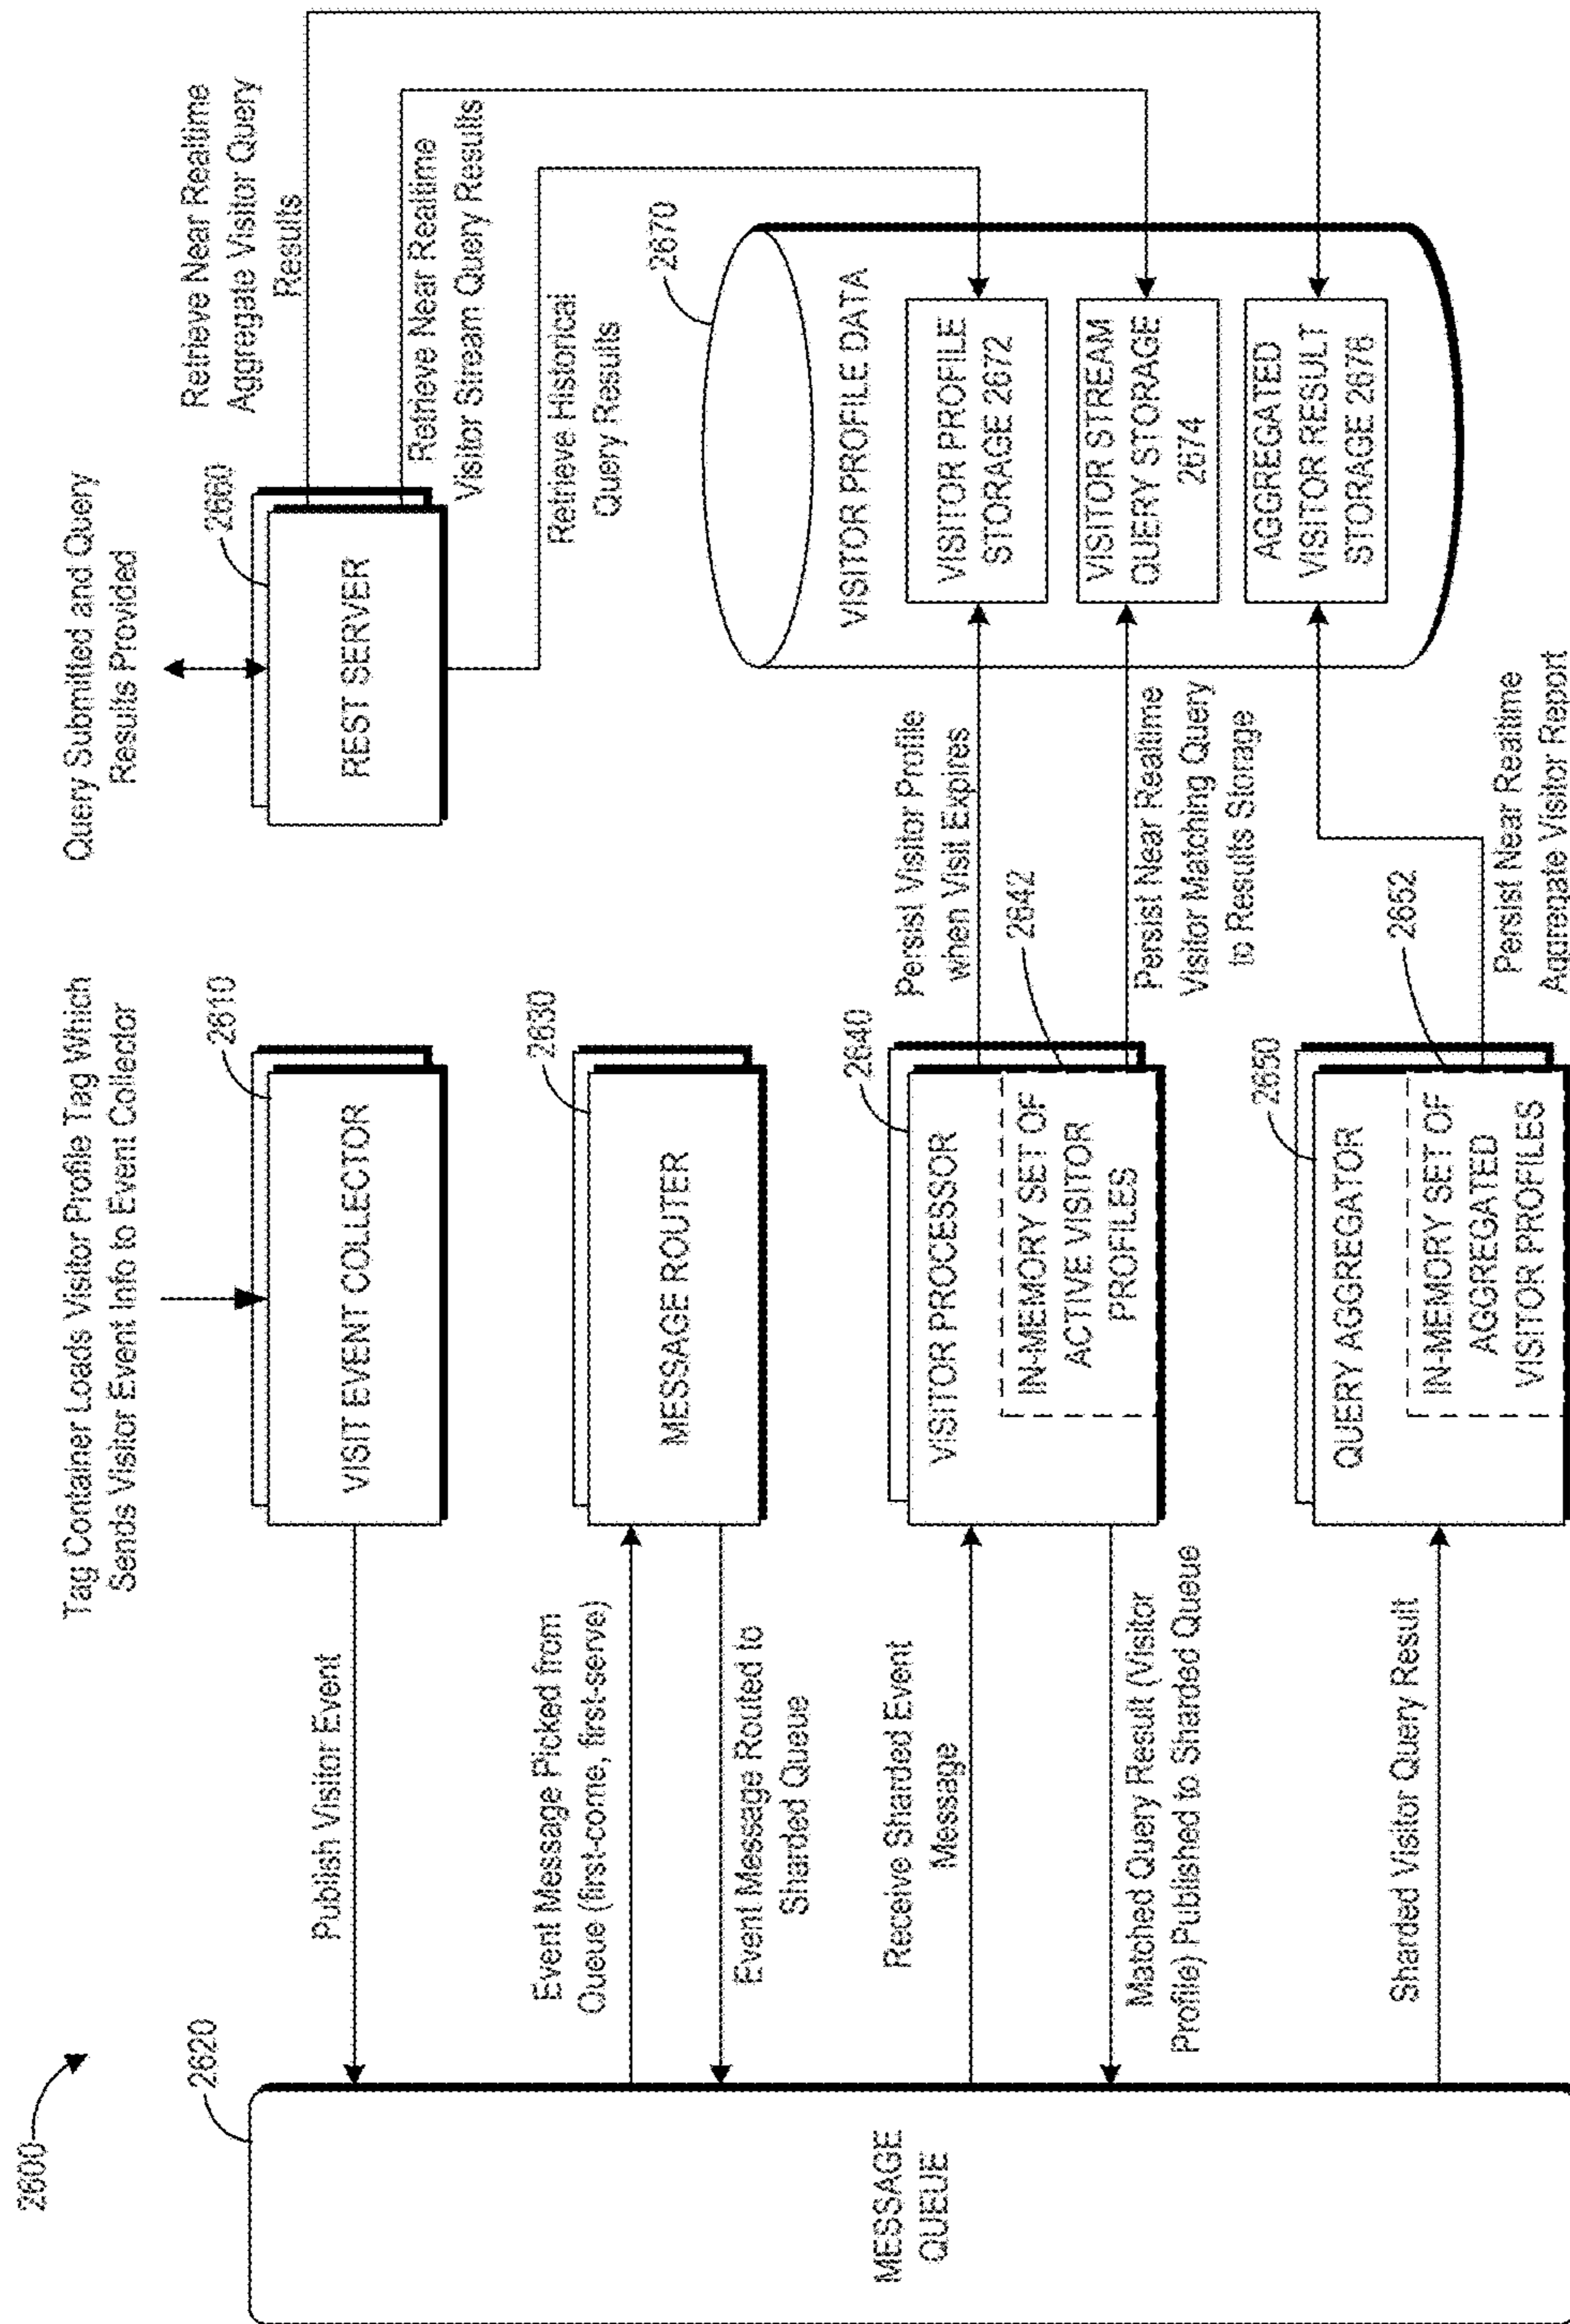 2600
2620
MESSAGE
QUEUE
Tag Container Loads Visitor Profile Tag Which
Sends Visitor Event Info to Event Collector
2610
VISIT EVENT COLLECTOR
Publish Visitor Event
2630
MESSAGE ROUTER
Event Message Picked from
Queue (first-come, first-serve)
Event Message Routed to
Sharded Queue
2640
VISITOR PROCESSOR
IN-MEMORY SET OF
ACTIVE VISITOR
PROFILES
2642
Receive Sharded Event
Message
Matched Query Result (Visitor
Profile) Published to Sharded Queue
2650
QUERY AGGREGATOR
IN-MEMORY SET OF
AGGREGATED
VISITOR PROFILES
2652
Sharded Visitor Query Result
Persist Visitor Profile
when Visit Expires
Persist Near Realtime
Visitor Matching Query
to Results Storage
Persist Near Realtime
Aggregate Visitor Report
Query Submitted and Query
Results Provided
2660
REST SERVER
Retrieve Near Realtime
Aggregate Visitor Query
Results
Retrieve Near Realtime
Visitor Stream Query Results
Retrieve Historical
Query Results
2670
VISITOR PROFILE DATA
VISITOR PROFILE
STORAGE 2672
VISITOR STREAM
QUERY STORAGE
2674
AGGREGATED
VISITOR RESULT
STORAGE 2676